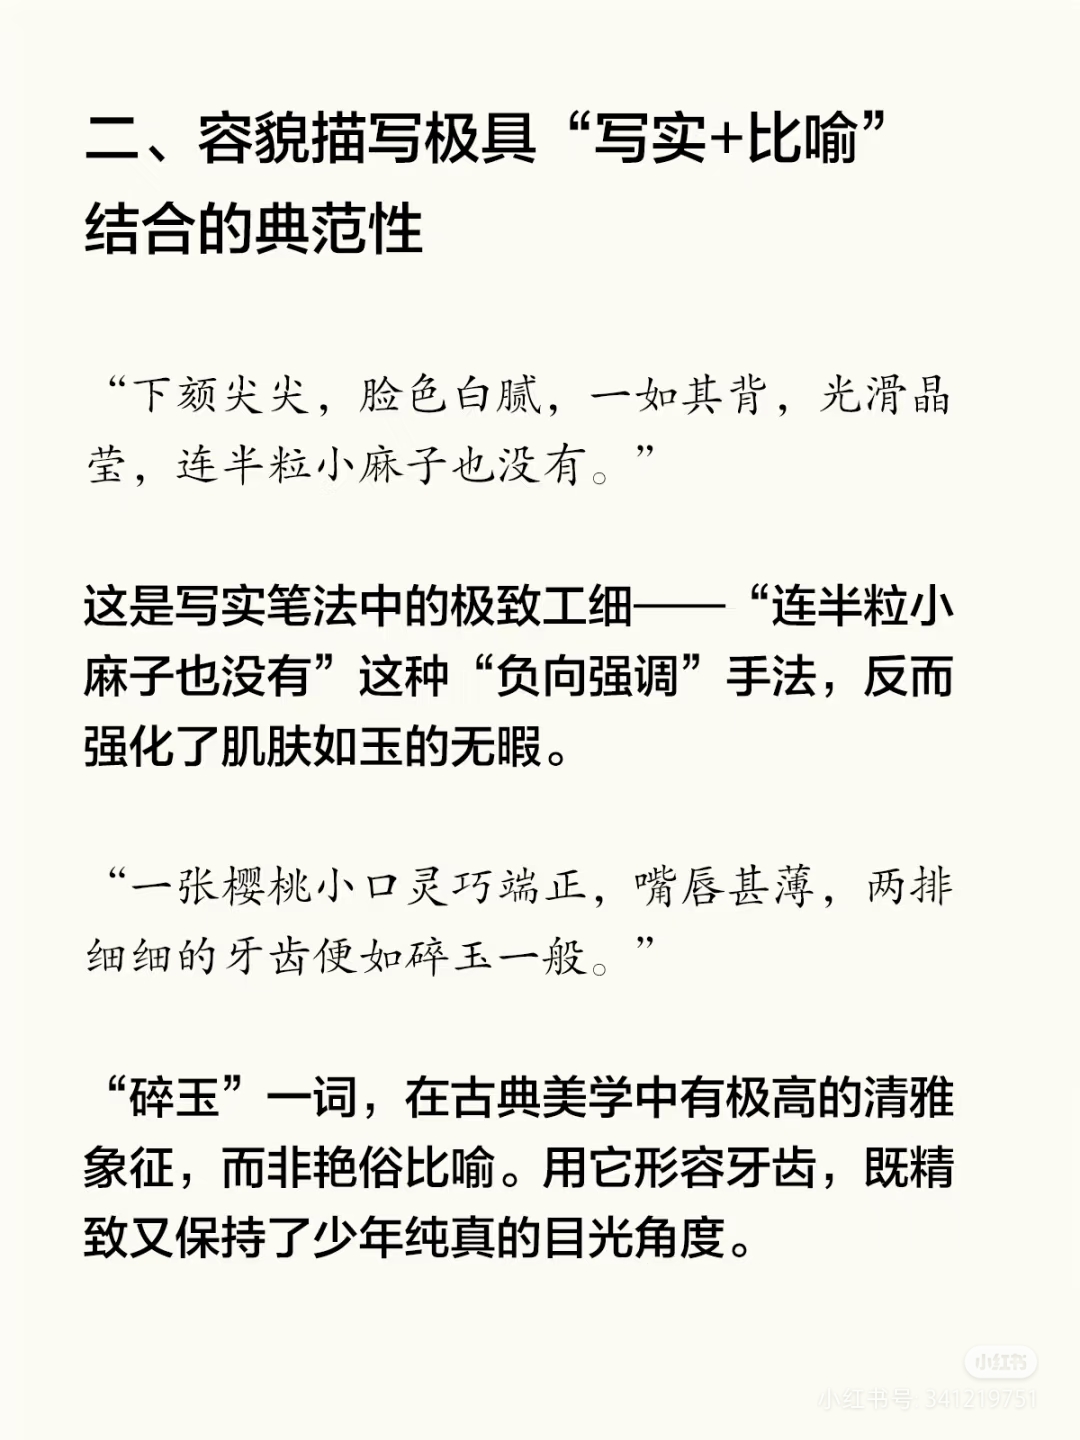 二、容貌描写极具“写实+比喻”
结合的典范性
“下颏尖尖，脸色白腻，一如其背，光滑晶
莹，连半粒小麻子也没有。”
这是写实笔法中的极致工细——“连半粒小
麻子也没有”这种“负向强调”手法，反而
强化了肌肤如玉的无暇。
“一张樱桃小口灵巧端正，嘴唇甚薄，两排
细细的牙齿便如碎玉一般。”
“碎玉”一词，在古典美学中有极高的清雅
象征，而非艳俗比喻。用它形容牙齿，既精
致又保持了少年纯真的目光角度。
小红书
小红书号: 341219751